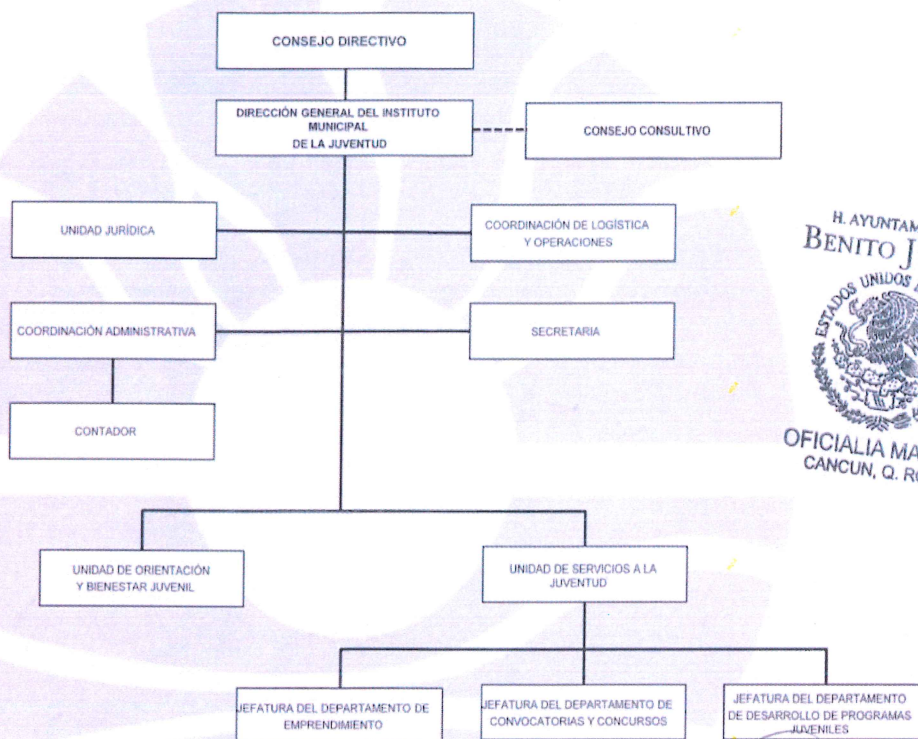 CONSEJO DIRECTIVO
DIRECCIÓN GENERAL DEL INSTITUTO
MUNICIPAL
DE LA JUVENTUD
CONSEJO CONSULTIVO
UNIDAD JURÍDICA
COORDINACIÓN DE LOGÍSTICA
Y OPERACIONES
H. AYUNTAM
BENITO J
ESTADOS UNIDOS
COORDINACIÓN ADMINISTRATIVA
SECRETARIA
CONTADOR
OFICIALIA MA
CANCUN, Q. RO
UNIDAD DE ORIENTACIÓN
Y BIENESTAR JUVENIL
UNIDAD DE SERVICIOS A LA
JUVENTUD
JEFATURA DEL DEPARTAMENTO DE
EMPRENDIMIENTO
JEFATURA DEL DEPARTAMENTO DE
CONVOCATORIAS Y CONCURSOS
JEFATURA DEL DEPARTAMENTO
DE DESARROLLO DE PROGRAMAS
JUVENILES